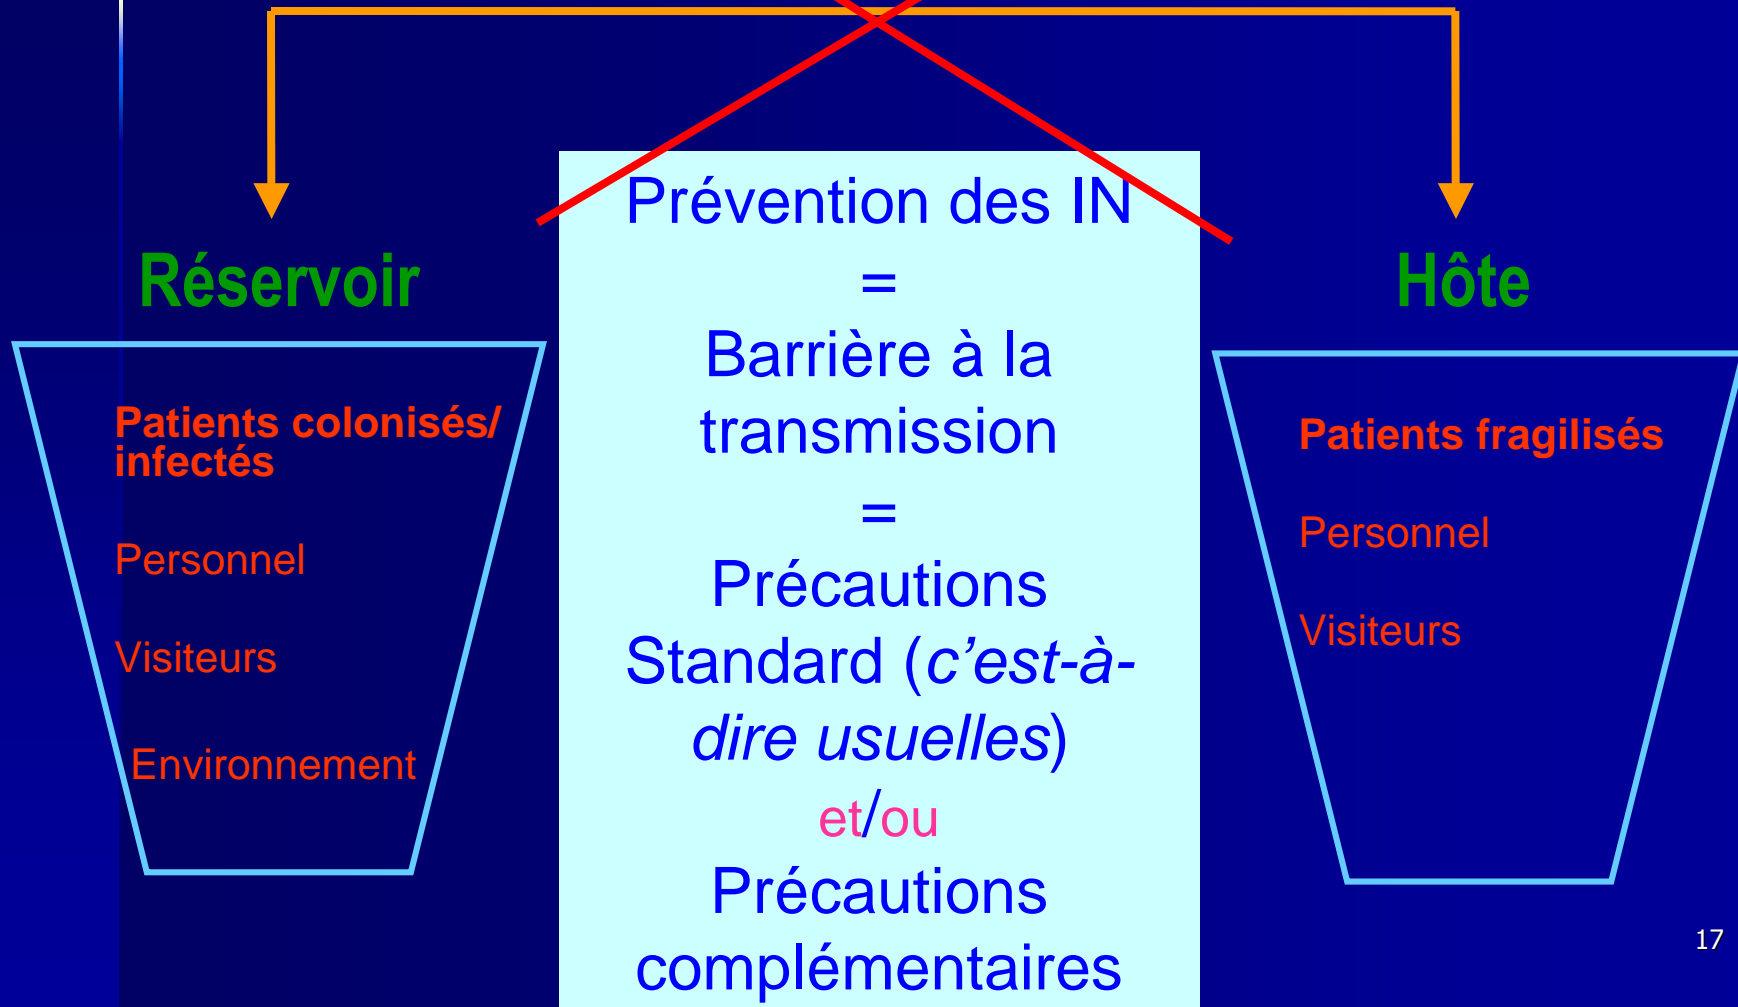 Réservoir
Patients colonisés/
infectés
Personnel
Visiteurs
Environnement
Prévention des IN
=
Barrière à la
transmission
=
Précautions
Standard (c’est-à-
dire usuelles)
et/ou
Précautions
complémentaires
Hôte
Patients fragilisés
Personnel
Visiteurs
17